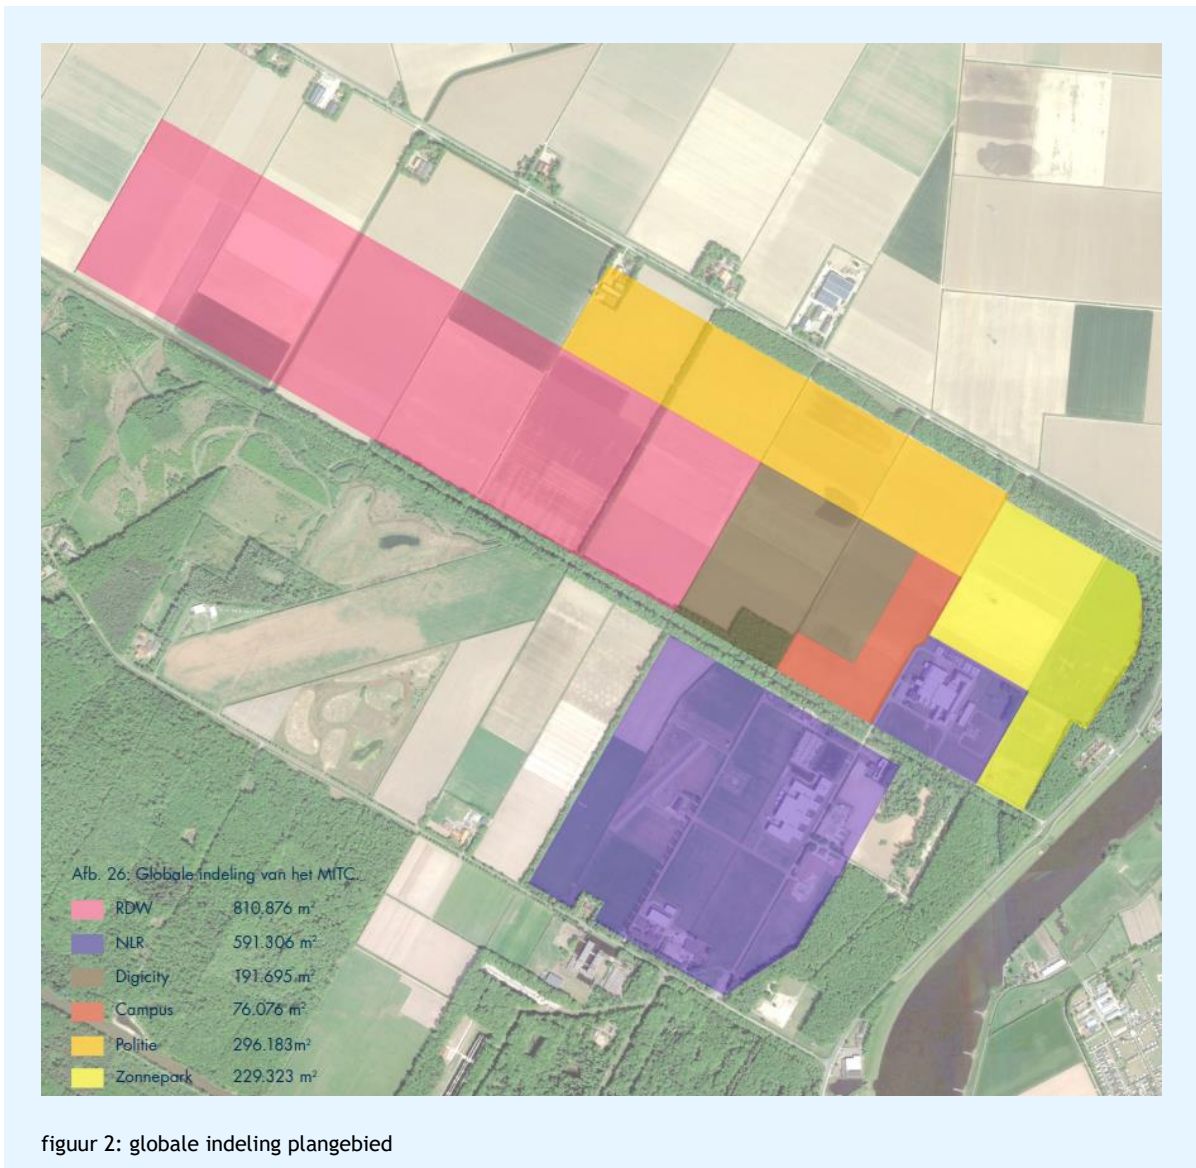 Afb. 26: Globale indeling van het MITC.
RDW 810.876 m²
NLR 591.306 m²
Digicity 191.695 m²
Campus 76.076 m²
Politie 296.183m²
Zonnepark 229.323 m²
figuur 2: globale indeling plangebied